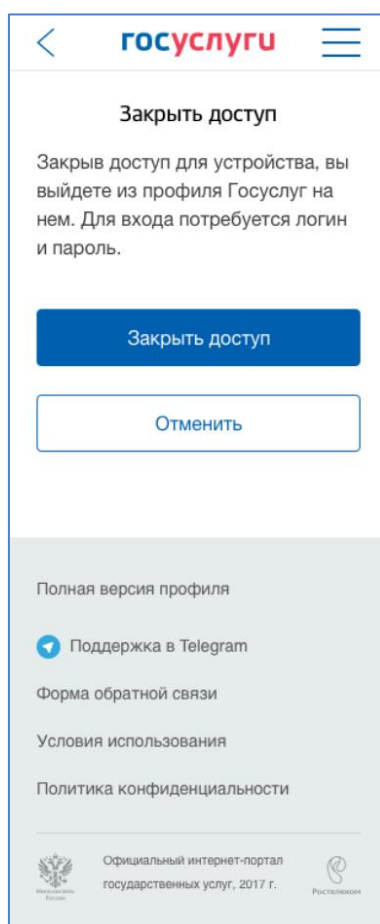 госуслуги
Закрыть доступ
Закрыв доступ для устройства, вы
выйдете из профиля Госуслуг на
нем. Для входа потребуется логин
и пароль.
Закрыть доступ
Отменить
Полная версия профиля
Поддержка в Telegram
Форма обратной связи
Условия использования
Политика конфиденциальности
Официальный интернет-портал
государственных услуг, 2017 г.
Ростелеком